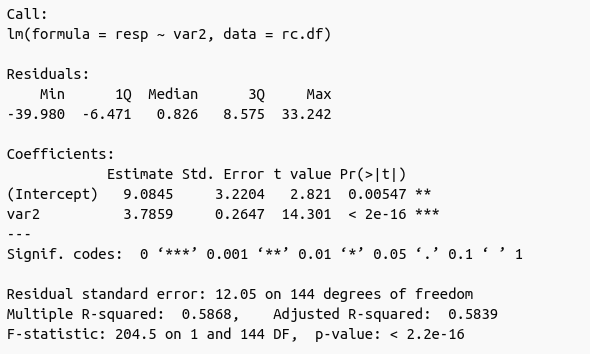 Call:
lm(formula = resp ~ var2, data = rc.df)
Residuals:
Min 1Q Median 3Q Max
-39.980 -6.471 0.826 8.575 33.242
Coefficients:
Estimate Std. Error t value Pr(>|t|)
(Intercept) 9.0845 3.2204 2.821 0.00547 **
var2 3.7859 0.2647 14.301 < 2e-16 ***
---
Signif. codes: 0 ‘***’ 0.001 ‘**’ 0.01 ‘*’ 0.05 ‘.’ 0.1 ‘ ’ 1
Residual standard error: 12.05 on 144 degrees of freedom
Multiple R-squared: 0.5868, Adjusted R-squared: 0.5839
F-statistic: 204.5 on 1 and 144 DF, p-value: < 2.2e-16